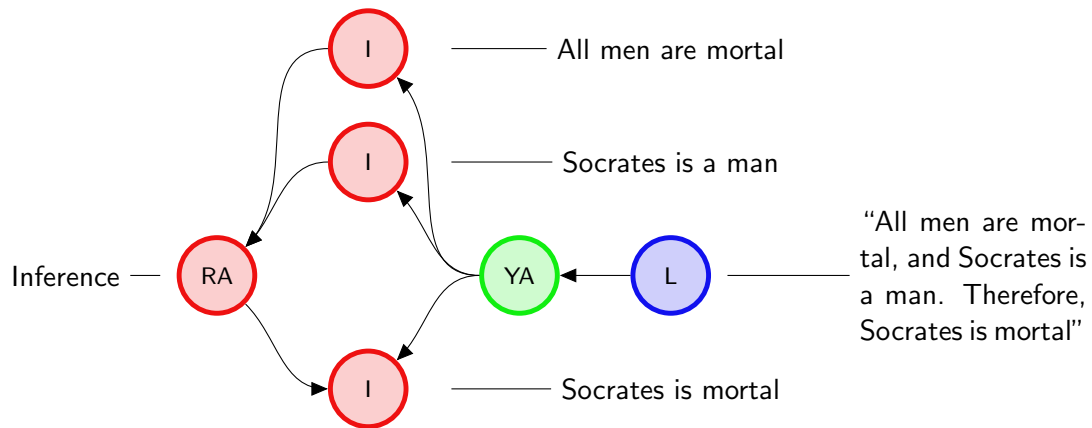 I All men are mortal
I Socrates is a man
Inference RA YA L
“All men are mor-
tal, and Socrates is
a man. Therefore,
Socrates is mortal”
I Socrates is mortal